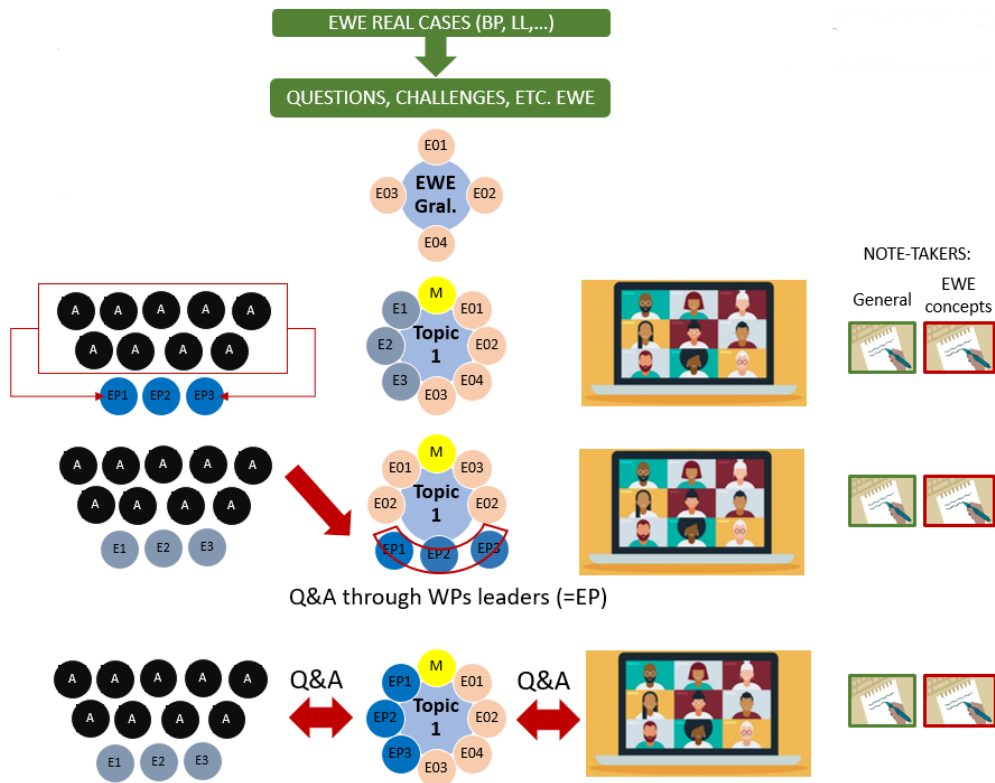 EWE REAL CASES (BP, LL,...)
QUESTIONS, CHALLENGES, ETC. EWE
E01
EWE
Gral.
E03
E02
E04
NOTE-TAKERS:
General
EWE
concepts
A A A A A
A A A A
EP1 EP2 EP3
M
E1
E01
Topic
1
E2
E02
E3
E04
E03
A A A A A
A A A A
E1 E2 E3
M
E01
E03
Topic
1
E02
E02
EP1 EP2 EP3
Q&A through WPs leaders (=EP)
A A A A A
A A A A
E1 E2 E3
Q&A
M
EP1
E01
Topic
1
EP2
E02
EP3
E04
E03
Q&A